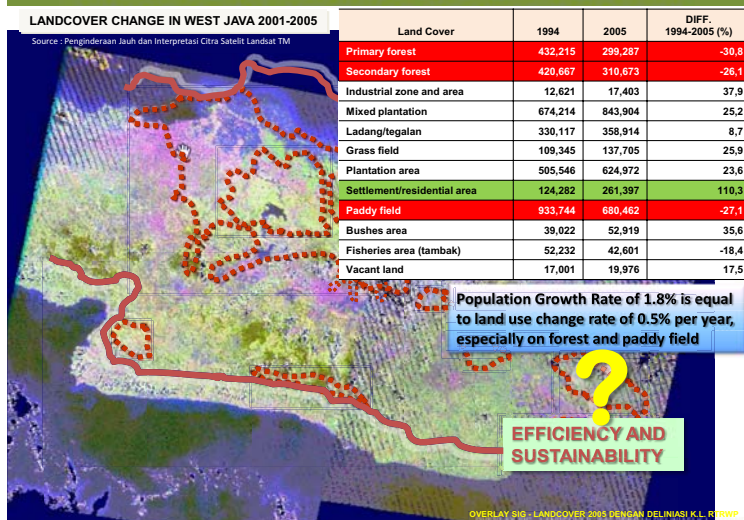 LANDCOVER CHANGE IN WEST JAVA 2001-2005
Source : Penginderaan Jauh dan Interpretasi Citra Satelit Landsat TM
Land Cover 1994 2005 DIFF. 1994-2005 (%)
Primary forest 432,215 299,287 -30,8
Secondary forest 420,667 310,673 -26,1
Industrial zone and area 12,621 17,403 37,9
Mixed plantation 674,214 843,904 25,2
Ladang/tegalan 330,117 358,914 8,7
Grass field 109,345 137,705 25,9
Plantation area 505,546 624,972 23,6
Settlement/residential area 124,282 261,397 110,3
Paddy field 933,744 680,462 -27,1
Bushes area 39,022 52,919 35,6
Fisheries area (tambak) 52,232 42,601 -18,4
Vacant land 17,001 19,976 17,5
Population Growth Rate of 1.8% is equal
to land use change rate of 0.5% per year,
especially on forest and paddy field
?
EFFICIENCY AND
SUSTAINABILITY
OVERLAY SIG - LANDCOVER 2005 DENGAN DELINIASI K.L.